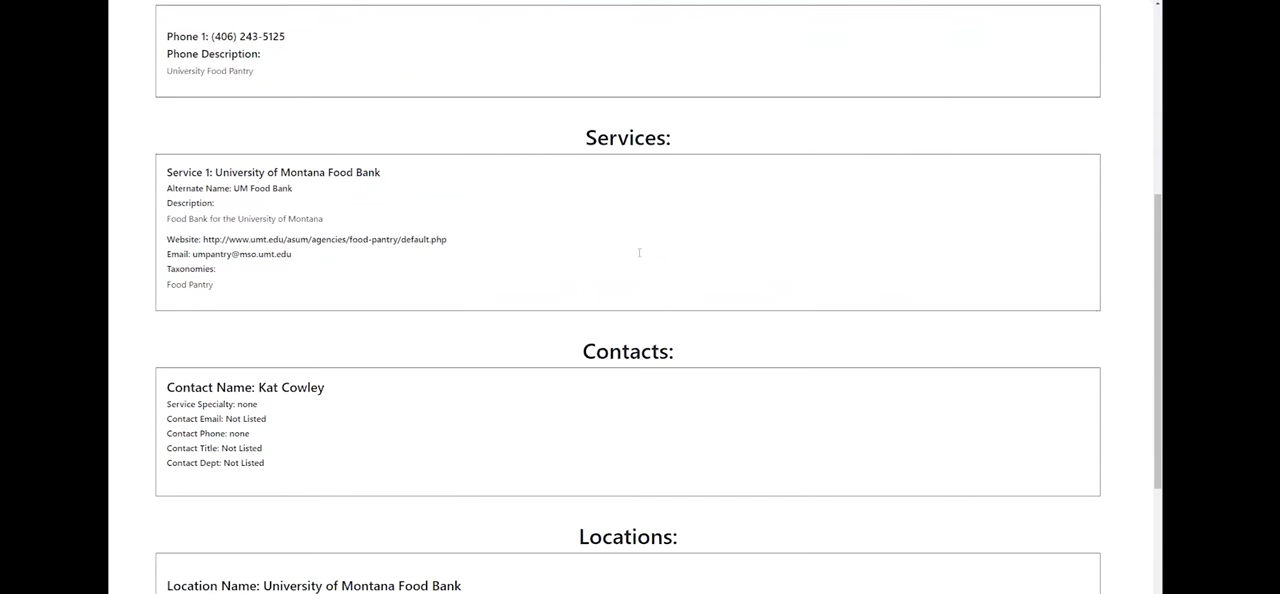 Phone 1: (406) 243-5125
Phone Description:
University Food Pantry
Services:
Service 1: University of Montana Food Bank
Alternate Name: UM Food Bank
Description:
Food Bank for the University of Montana
Website: http://www.umt.edu/asum/agencies/food-pantry/default.php
Email: umpantry@mso.umt.edu
Taxonomies:
Food Pantry
Contacts:
Contact Name: Kat Cowley
Service Specialty: none
Contact Email: Not Listed
Contact Phone: none
Contact Title: Not Listed
Contact Dept: Not Listed
Locations:
Location Name: University of Montana Food Bank